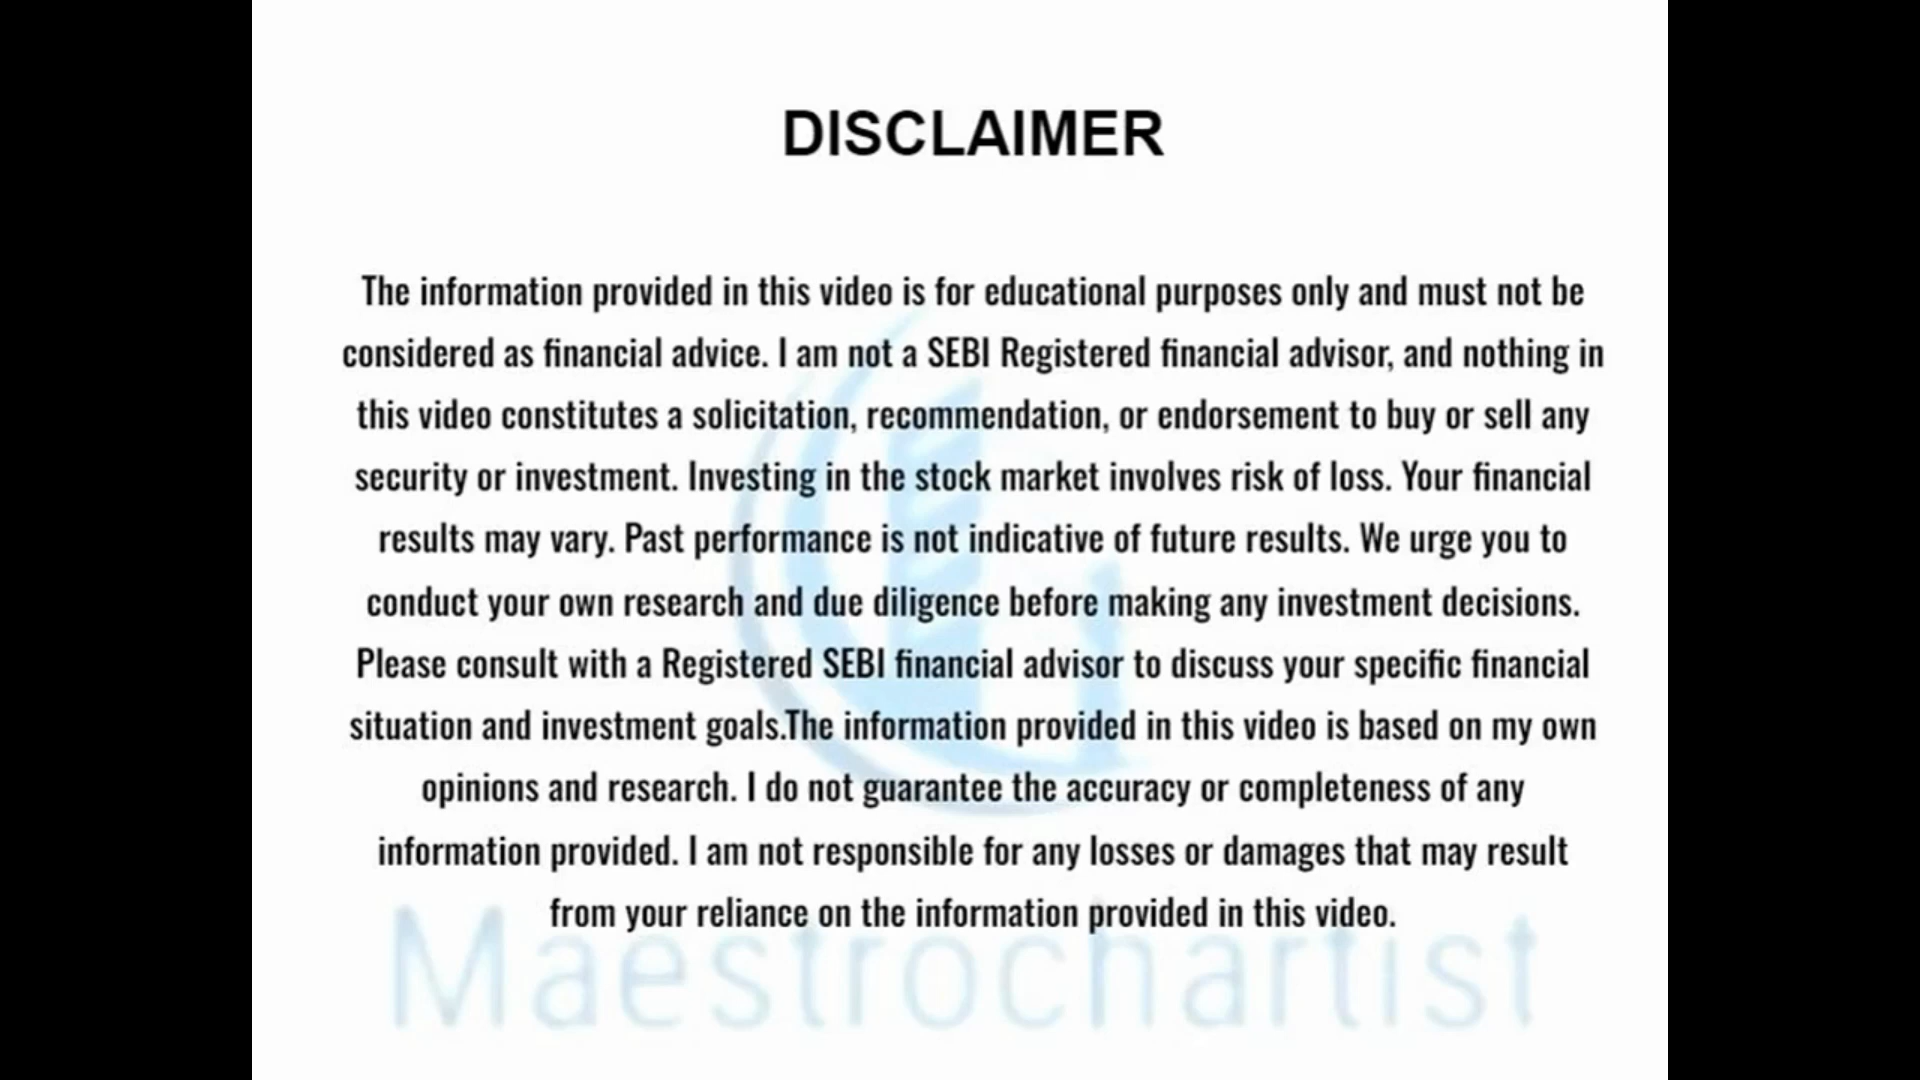 DISCLAIMER
The information provided in this video is for educational purposes only and must not be
considered as financial advice. I am not a SEBI Registered financial advisor, and nothing in
this video constitutes a solicitation, recommendation, or endorsement to buy or sell any
security or investment. Investing in the stock market involves risk of loss. Your financial
results may vary. Past performance is not indicative of future results. We urge you to
conduct your own research and due diligence before making any investment decisions.
Please consult with a Registered SEBI financial advisor to discuss your specific financial
situation and investment goals.The information provided in this video is based on my own
opinions and research. I do not guarantee the accuracy or completeness of any
information provided. I am not responsible for any losses or damages that may result
from your reliance on the information provided in this video.
Maestrochartist